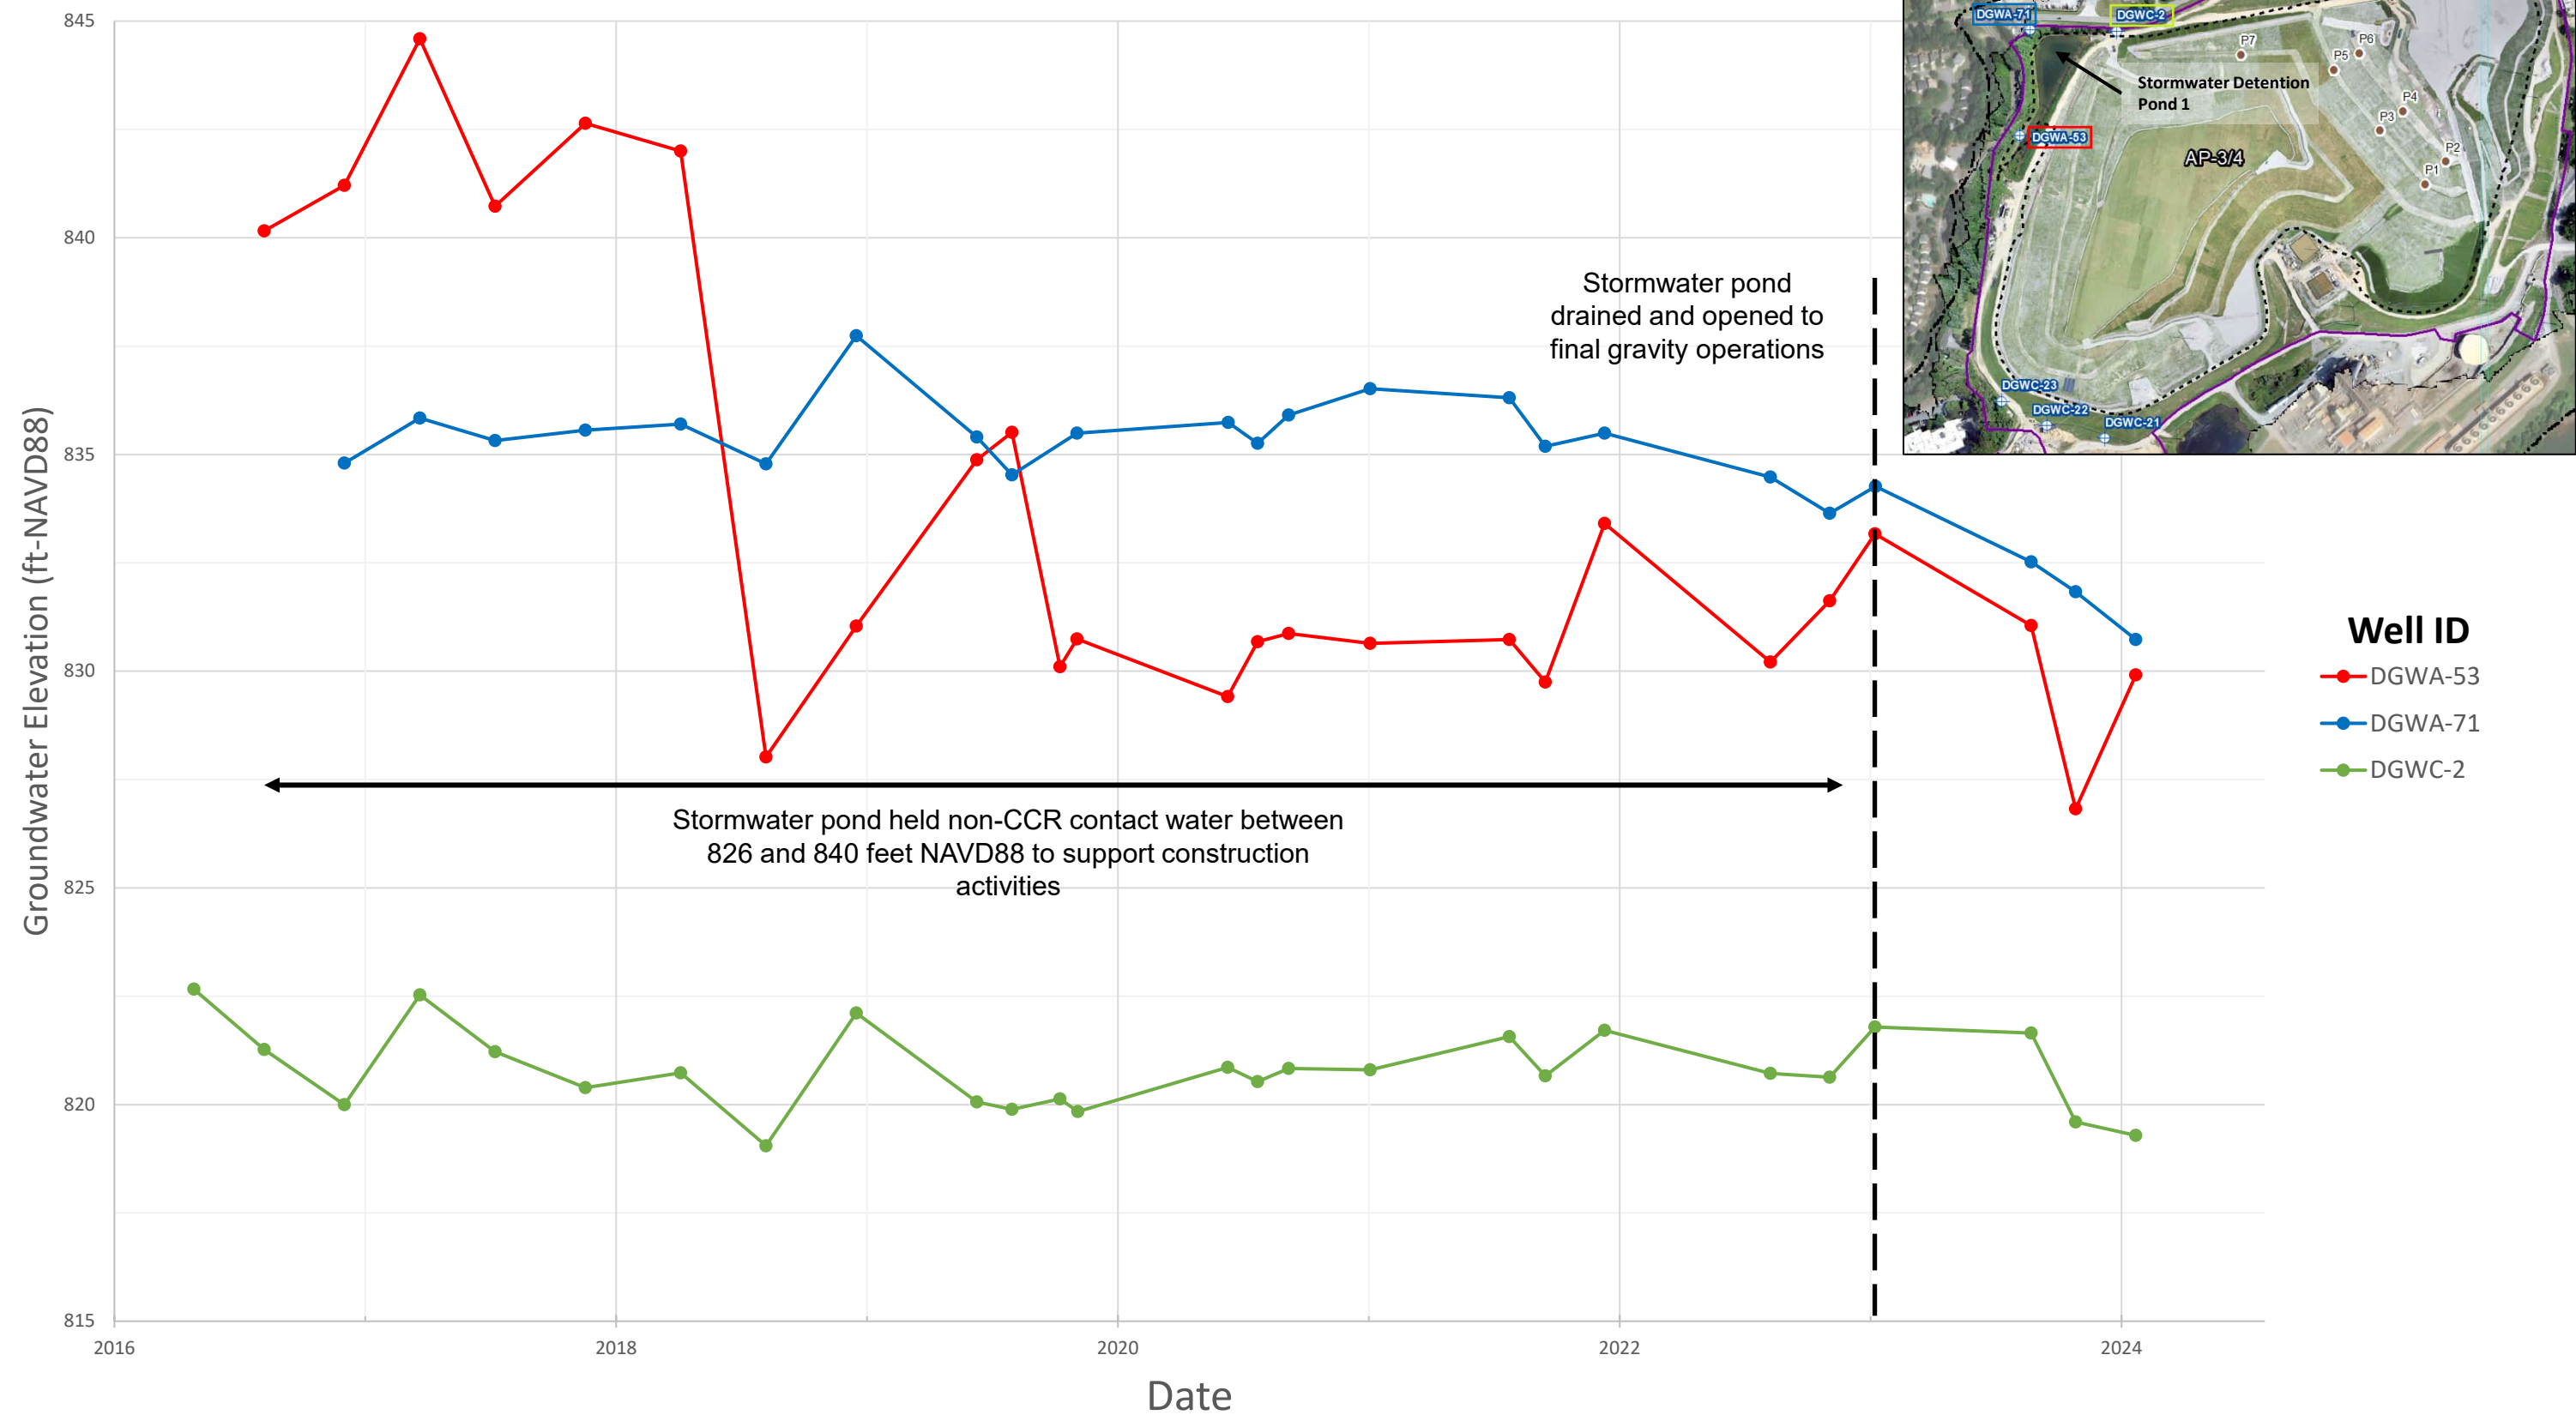 845
840
835
830
825
820
815
2016
2018
2020
2022
2024
Groundwater Elevation (ft-NAVD88)
Date
Stormwater pond
drained and opened to
final gravity operations
Stormwater pond held non-CCR contact water between
826 and 840 feet NAVD88 to support construction
activities
Well ID
DGWA-53
DGWA-71
DGWC-2
DGWA-71
DGWC-2
P7
P6
P5
Stormwater Detention
Pond 1
P4
P3
DGWA-53
AP-3/4
P2
P1
DGWC-23
DGWC-22
DGWC-21